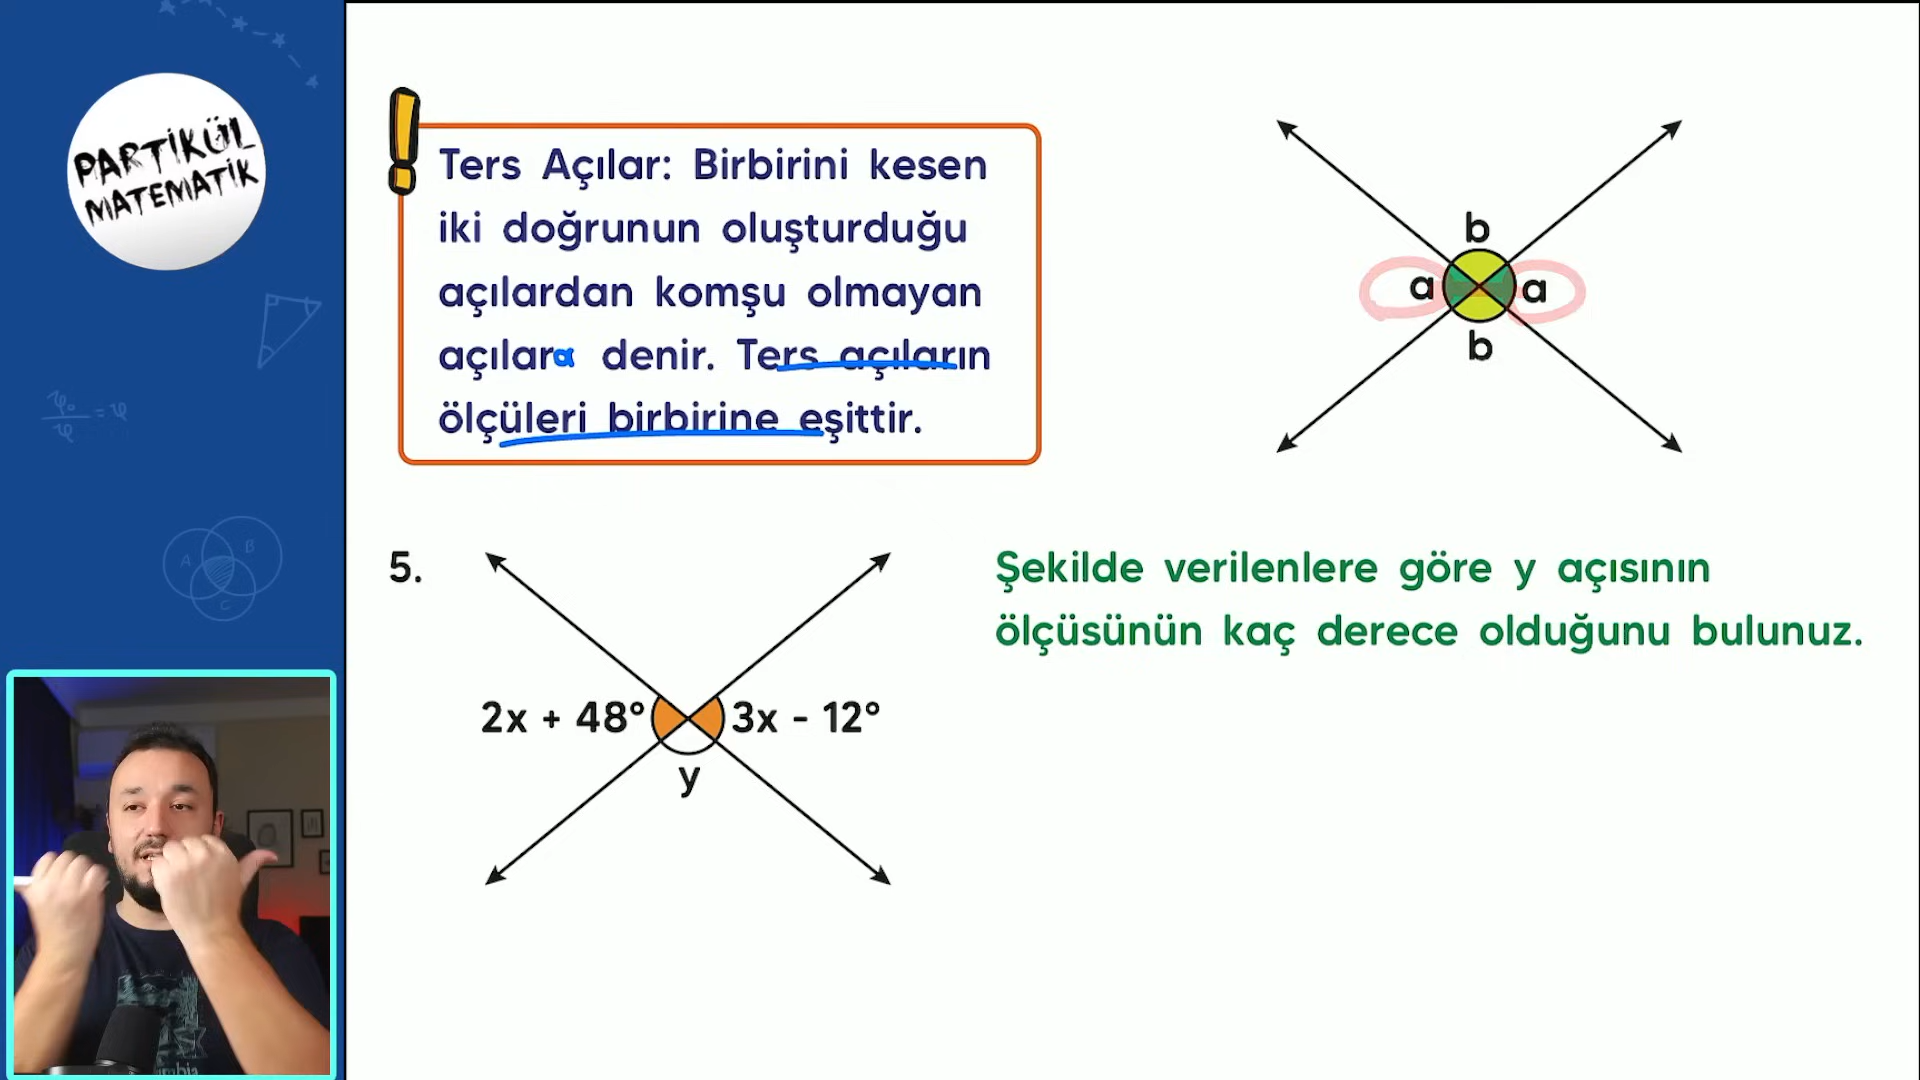 PARTİKÜL
MATEMATİK
Ters Açılar: Birbirini kesen
iki doğrunun oluşturduğu
açılardan komşu olmayan
açılara denir. Ters açıların
ölçüleri birbirine eşittir.
b
a a
b
5.
Şekilde verilenlere göre y açısının
ölçüsünün kaç derece olduğunu bulunuz.
2x + 48° 3x - 12°
y
A B
C